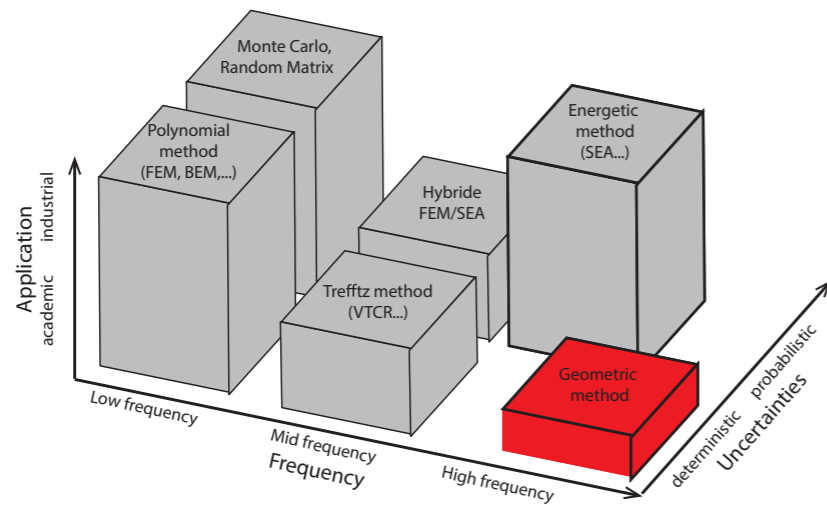 Monte Carlo,
Random Matrix
Polynomial
method
(FEM, BEM,...)
Energetic
method
(SEA...)
Hybride
FEM/SEA
Trefftz method
(VTCR...)
Geometric
method
Application
academic industrial
Low frequency
Mid frequency
High frequency
Frequency
deterministic probabilistic
Uncertainties